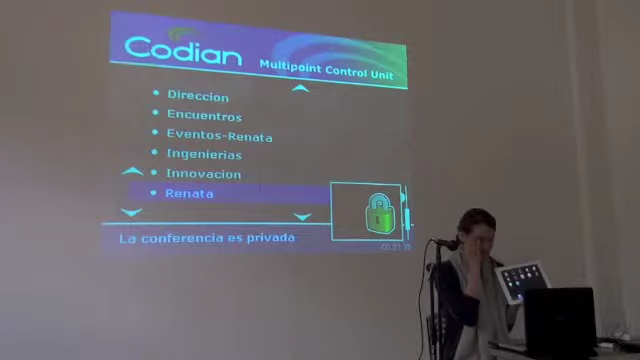 Codian
Multipoint Control Unit
Direccion
Encuentros
Eventos-Renata
Ingenierias
Innovacion
Renata
La conferencia es privada